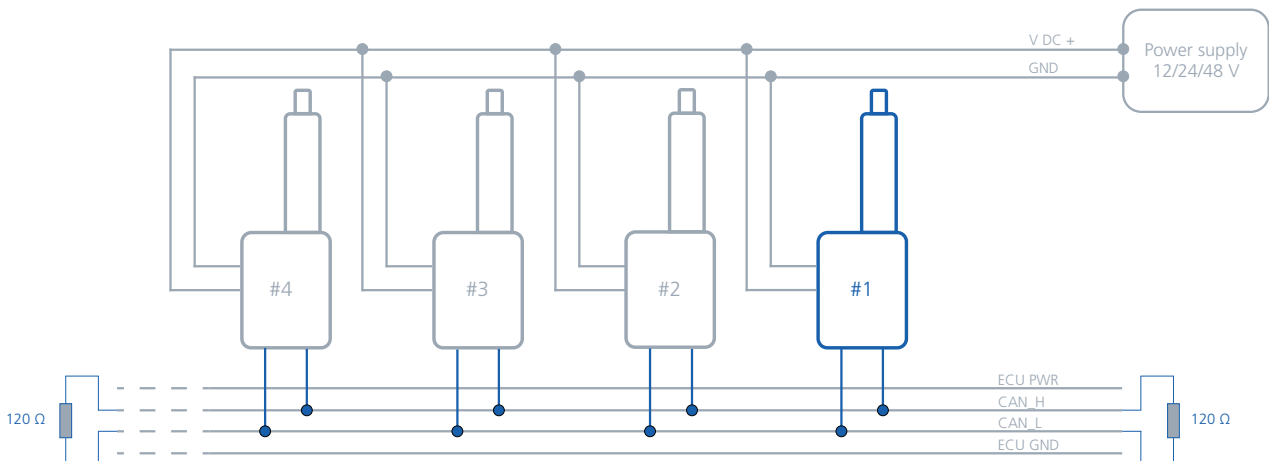 V DC +
GND
Power supply
12/24/48 V
#4
#3
#2
#1
ECU PWR
CAN_H
CAN_L
ECU GND
120 Ω
120 Ω